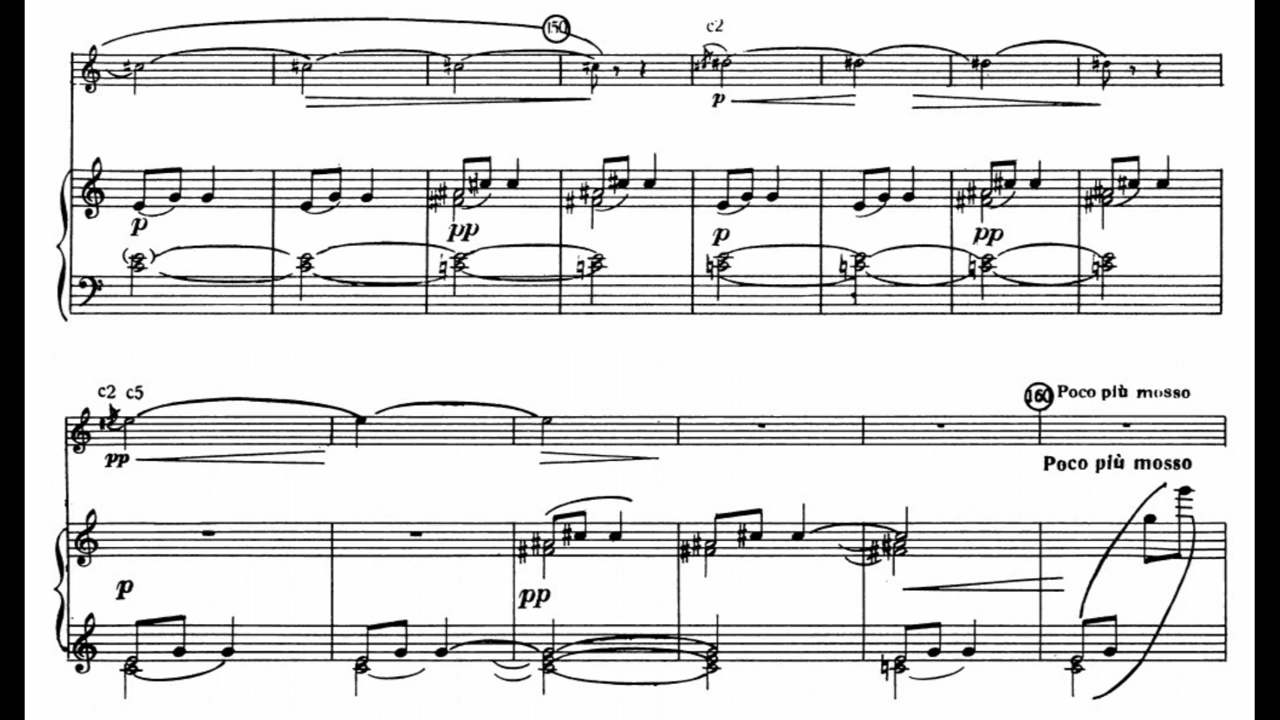 150 c2
p
p pp p pp
c2 c5 160 Poco più mosso
pp Poco più mosso
p pp